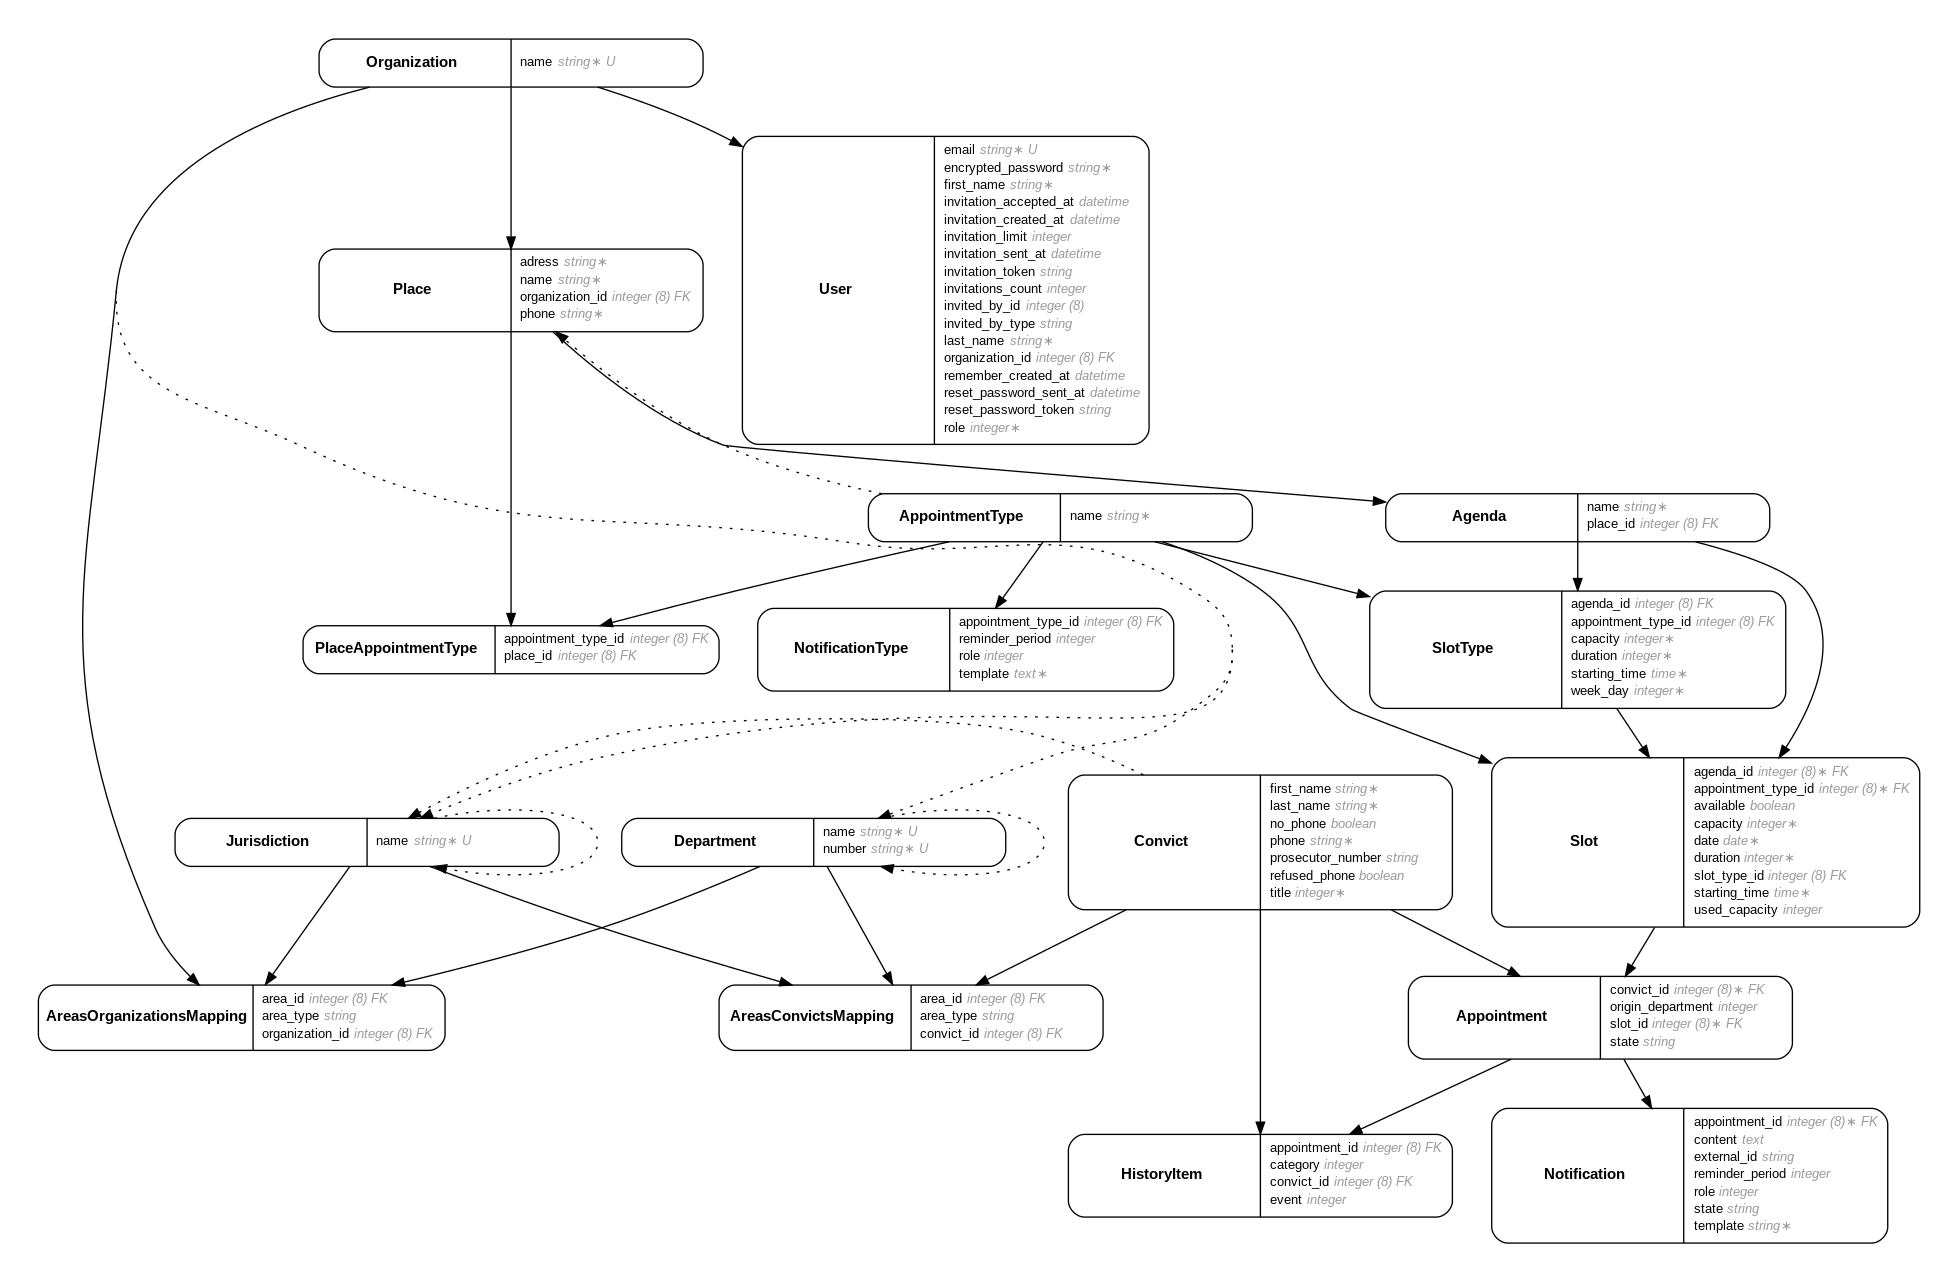 Organization
name string∗ U
User
email string∗ U
encrypted_password string∗
first_name string∗
invitation_accepted_at datetime
invitation_created_at datetime
invitation_limit integer
invitation_sent_at datetime
invitation_token string
invitations_count integer
invited_by_id integer (8)
invited_by_type string
last_name string∗
organization_id integer (8) FK
remember_created_at datetime
reset_password_sent_at datetime
reset_password_token string
role integer∗
Place
adress string∗
name string∗
organization_id integer (8) FK
phone string∗
AppointmentType
name string∗
Agenda
name string∗
place_id integer (8) FK
PlaceAppointmentType
appointment_type_id integer (8) FK
place_id integer (8) FK
NotificationType
appointment_type_id integer (8) FK
reminder_period integer
role integer
template text∗
SlotType
agenda_id integer (8) FK
appointment_type_id integer (8) FK
capacity integer∗
duration integer∗
starting_time time∗
week_day integer∗
Jurisdiction
name string∗ U
Department
name string∗ U
number string∗ U
Convict
first_name string∗
last_name string∗
no_phone boolean
phone string∗
prosecutor_number string
refused_phone boolean
title integer∗
Slot
agenda_id integer (8)∗ FK
appointment_type_id integer (8)∗ FK
available boolean
capacity integer∗
date date∗
duration integer∗
slot_type_id integer (8) FK
starting_time time∗
used_capacity integer
AreasOrganizationsMapping
area_id integer (8) FK
area_type string
organization_id integer (8) FK
AreasConvictsMapping
area_id integer (8) FK
area_type string
convict_id integer (8) FK
Appointment
convict_id integer (8)∗ FK
origin_department integer
slot_id integer (8)∗ FK
state string
HistoryItem
appointment_id integer (8) FK
category integer
convict_id integer (8) FK
event integer
Notification
appointment_id integer (8)∗ FK
content text
external_id string
reminder_period integer
role integer
state string
template string∗